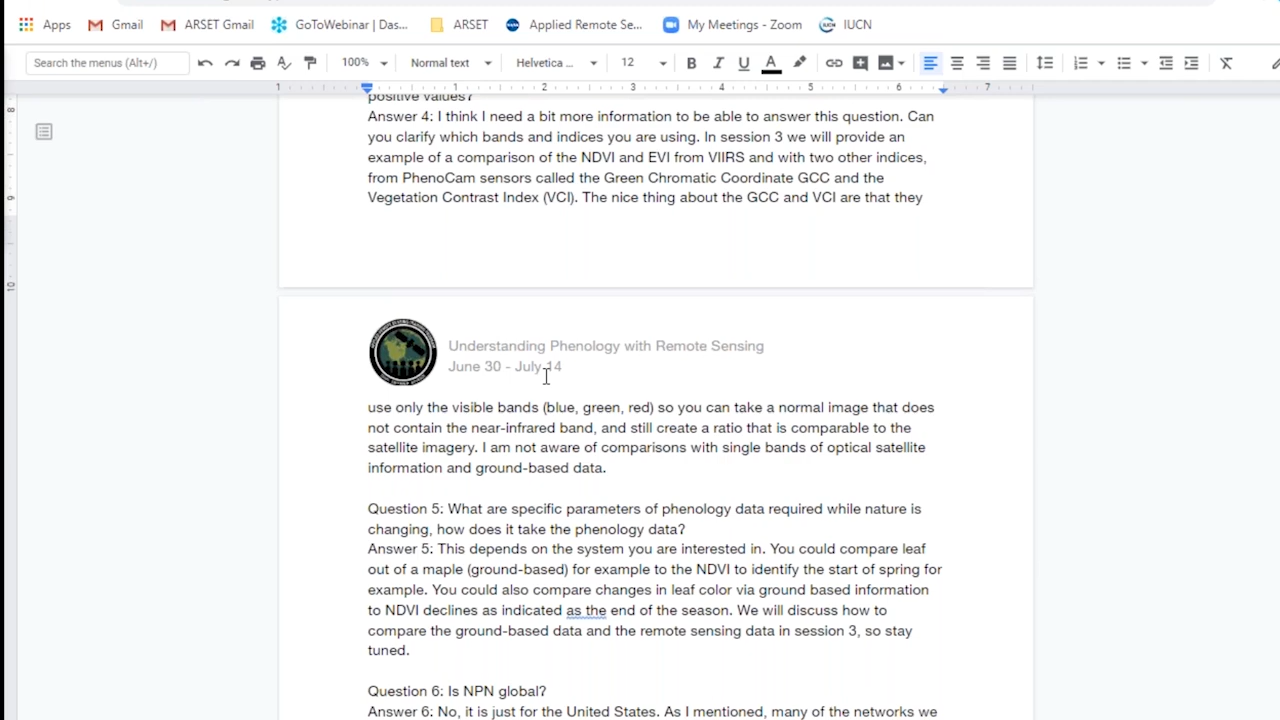 Apps Gmail ARSET Gmail GoToWebinar | Das... ARSET Applied Remote Se... My Meetings - Zoom IUCN
Search the menus (Alt+/) 100% Normal text Helvetica ... 12 B I U A
1 1 2 3 4 5 6 7
8
9
10
positive values?
Answer 4: I think I need a bit more information to be able to answer this question. Can
you clarify which bands and indices you are using. In session 3 we will provide an
example of a comparison of the NDVI and EVI from VIIRS and with two other indices,
from PhenoCam sensors called the Green Chromatic Coordinate GCC and the
Vegetation Contrast Index (VCI). The nice thing about the GCC and VCI are that they
Understanding Phenology with Remote Sensing
June 30 - July 14
use only the visible bands (blue, green, red) so you can take a normal image that does
not contain the near-infrared band, and still create a ratio that is comparable to the
satellite imagery. I am not aware of comparisons with single bands of optical satellite
information and ground-based data.
Question 5: What are specific parameters of phenology data required while nature is
changing, how does it take the phenology data?
Answer 5: This depends on the system you are interested in. You could compare leaf
out of a maple (ground-based) for example to the NDVI to identify the start of spring for
example. You could also compare changes in leaf color via ground based information
to NDVI declines as indicated as the end of the season. We will discuss how to
compare the ground-based data and the remote sensing data in session 3, so stay
tuned.
Question 6: Is NPN global?
Answer 6: No, it is just for the United States. As I mentioned, many of the networks we